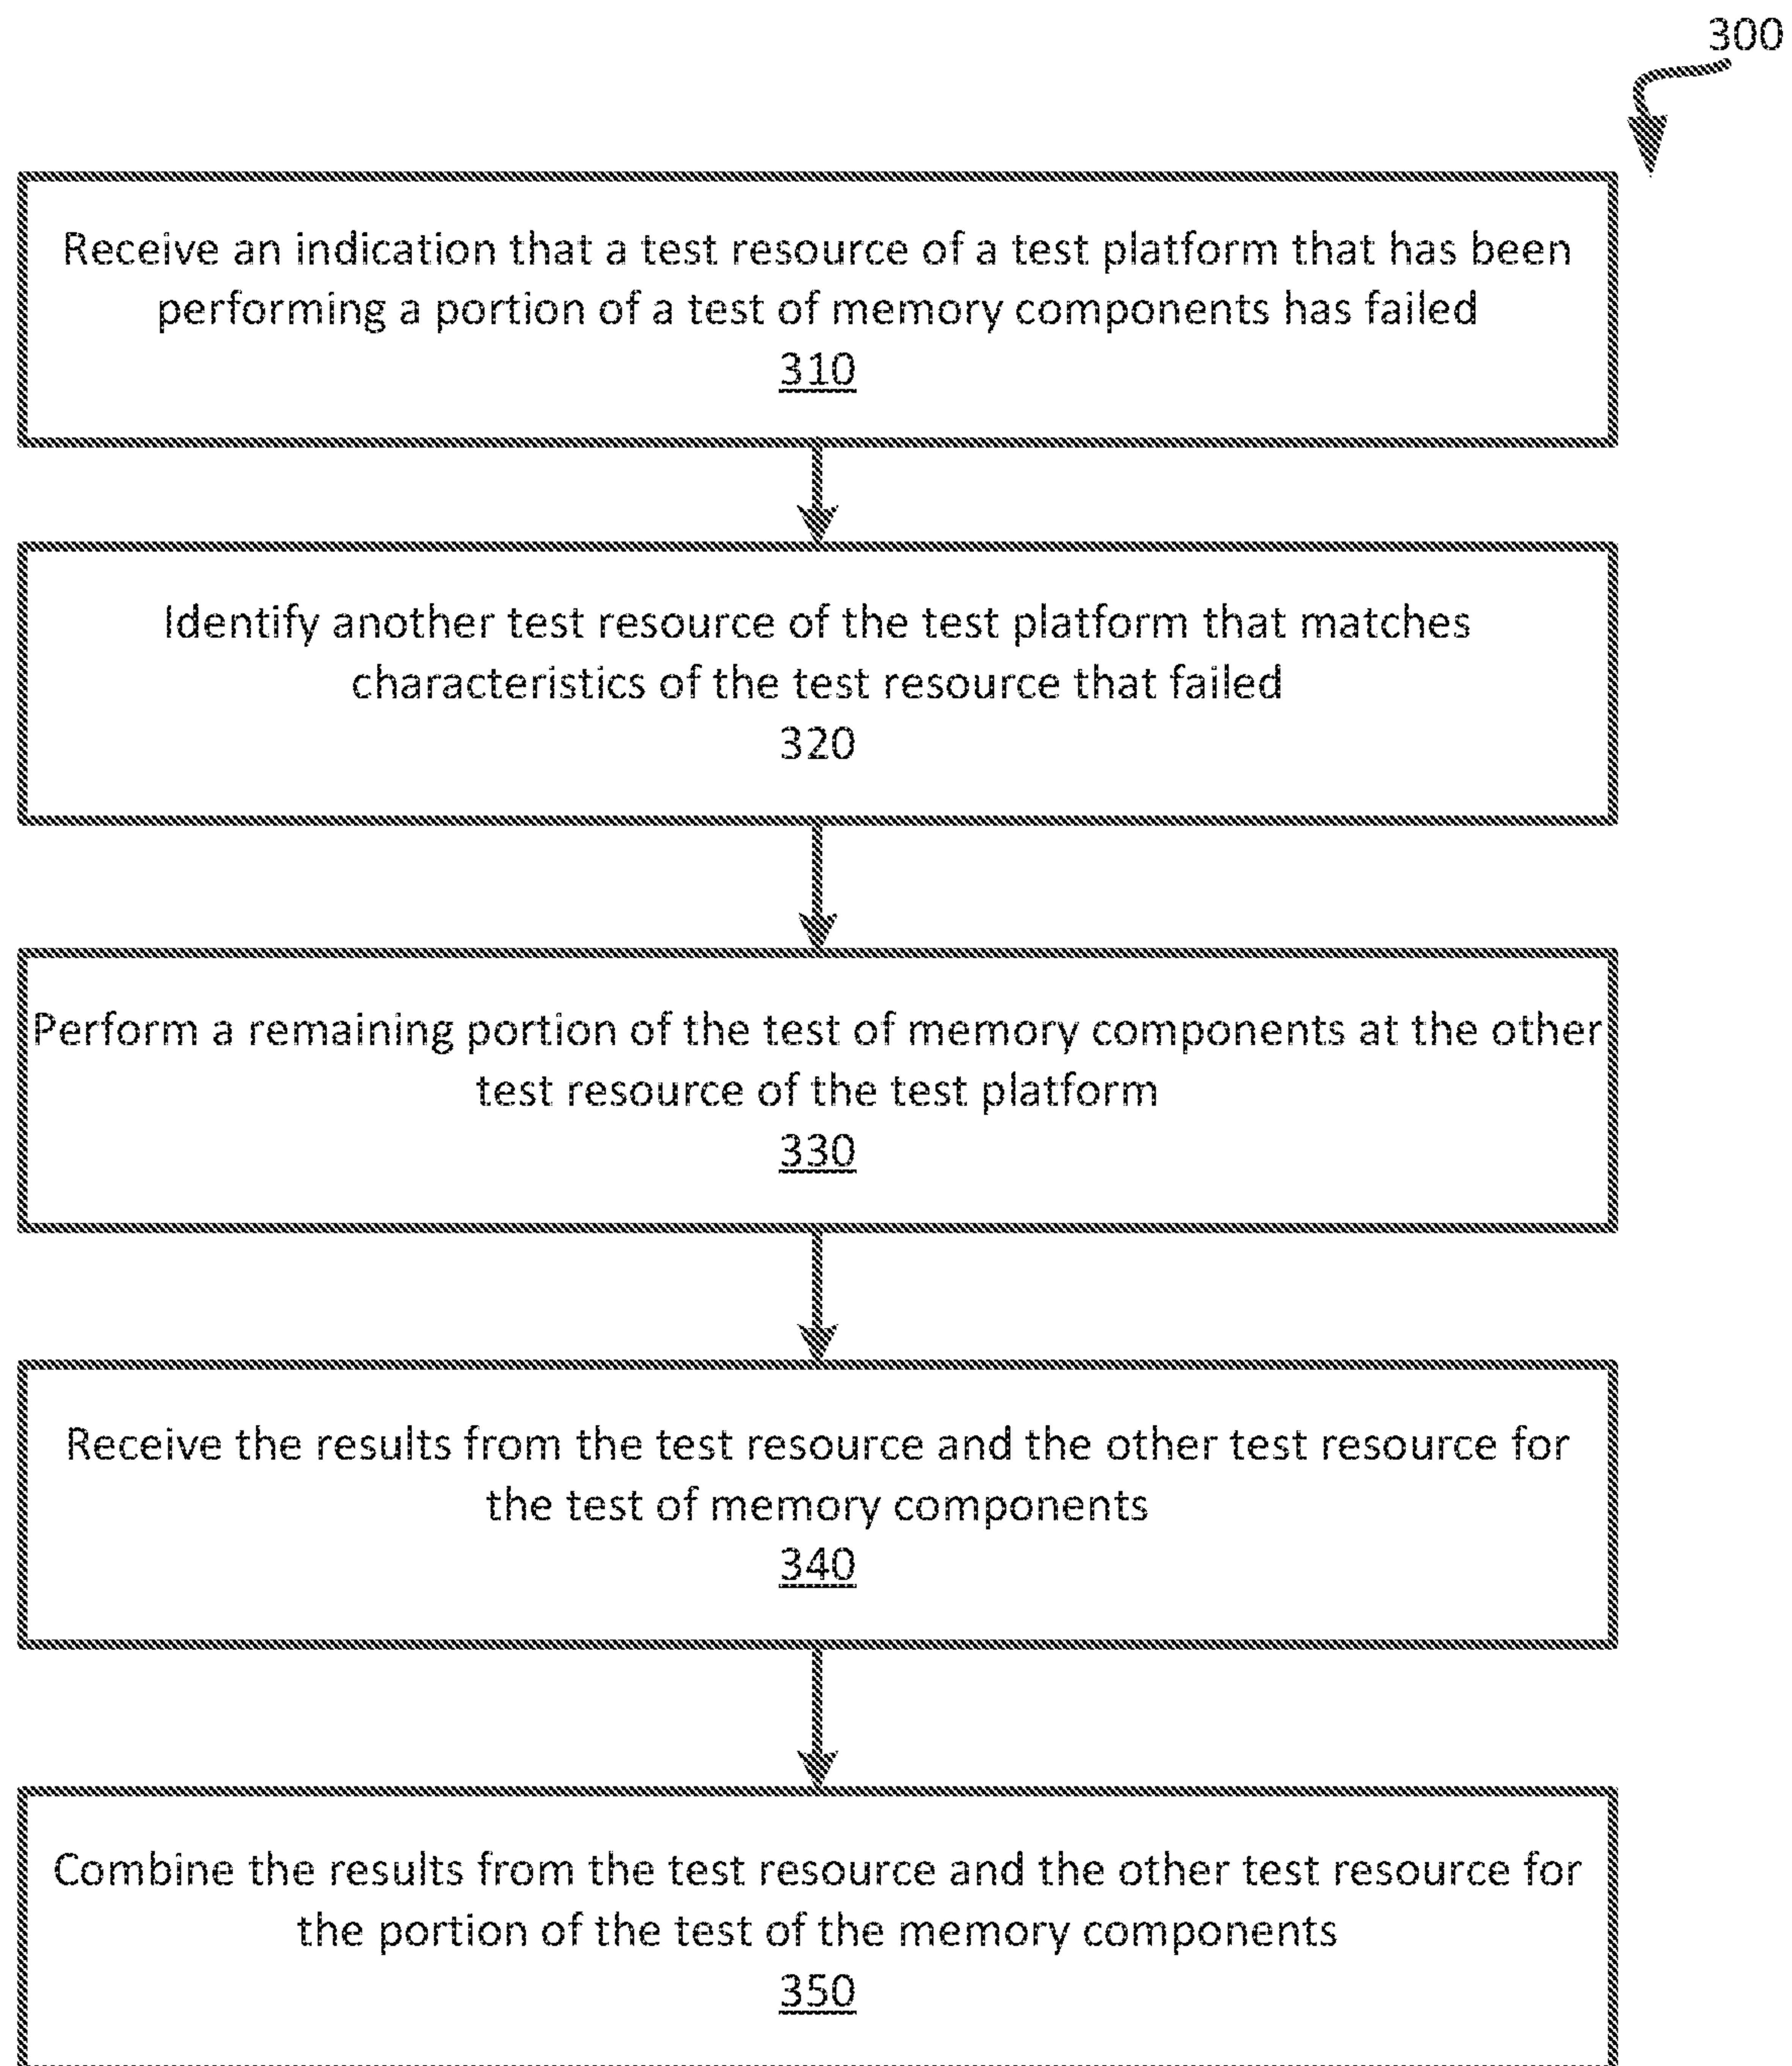 300
Receive an indication that a test resource of a test platform that has been
performing a portion of a test of memory components has failed
310
Identify another test resource of the test platform that matches
characteristics of the test resource that failed
320
Perform a remaining portion of the test of memory components at the other
test resource of the test platform
330
Receive the results from the test resource and the other test resource for
the test of memory components
340
Combine the results from the test resource and the other test resource for
the portion of the test of the memory components
350